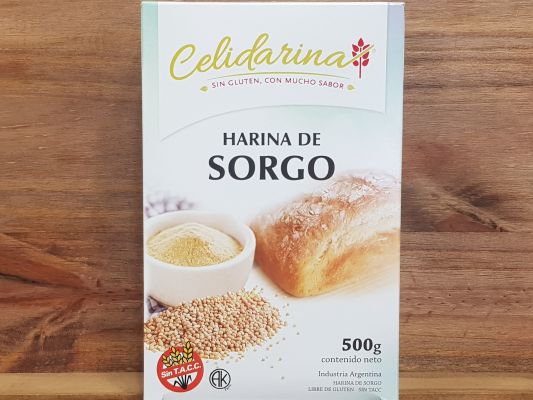 Celidarina
SIN GLUTEN, CON MUCHO SABOR
HARINA DE
SORGO
500g
contenido neto
Industria Argentina
HARINA DE SORGO
LIBRE DE GLUTEN - SIN TACC
Sin T.A.C.C.
AK